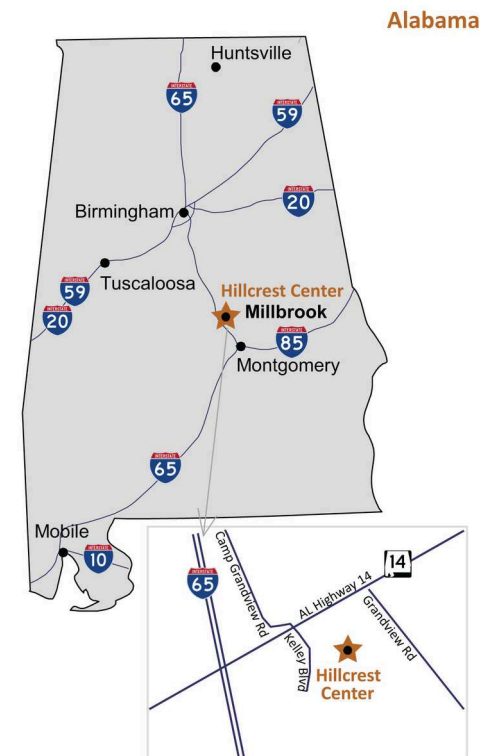 Alabama
Huntsville
INTERSTATE
65
INTERSTATE
59
INTERSTATE
20
Birmingham
Tuscaloosa
INTERSTATE
59
INTERSTATE
20
Hillcrest Center
Millbrook
INTERSTATE
85
Montgomery
INTERSTATE
65
Mobile
INTERSTATE
10
Camp Grandview Rd
INTERSTATE
65
14
AL Highway 14
Grandview Rd
Kelley Blvd
Hillcrest
Center